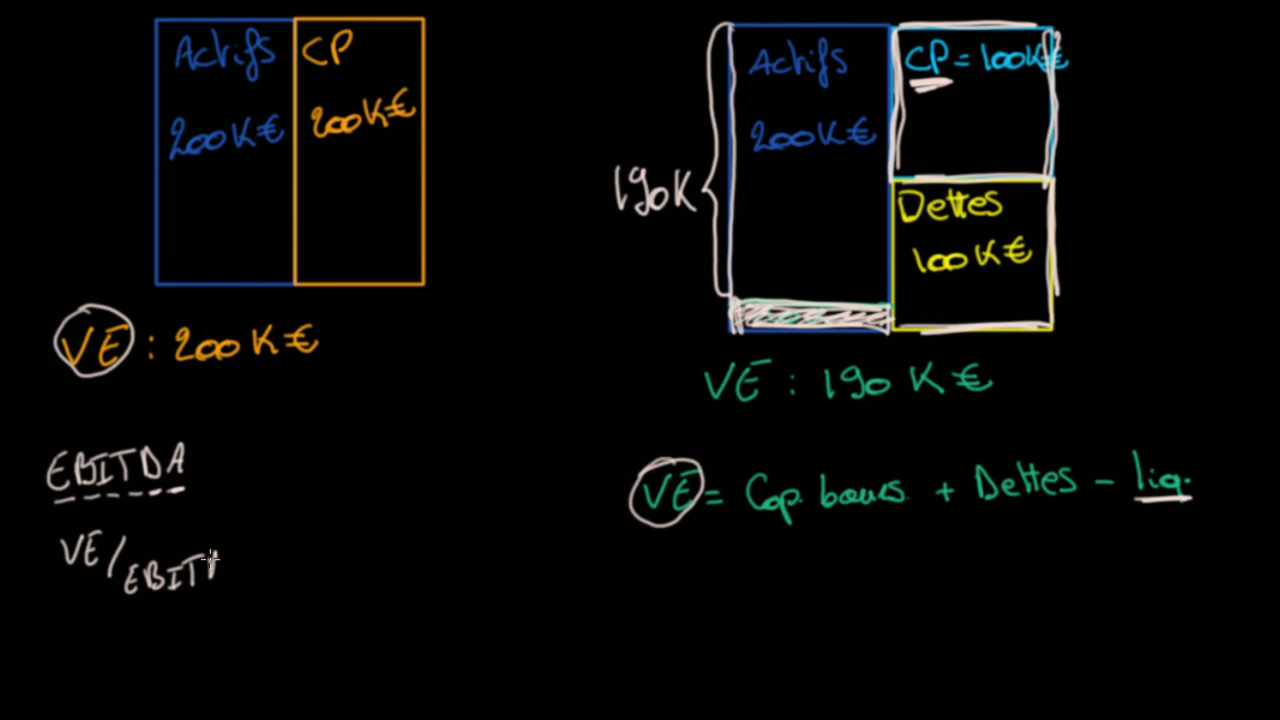 Actifs CP
200K€ 200K€
VE : 200K€
EBITDA
VE/EBIT
Actifs CP = 100K€
200K€
190K
Dettes
100K€
VE : 190K€
VE = Cap. bours. + Dettes - liq.